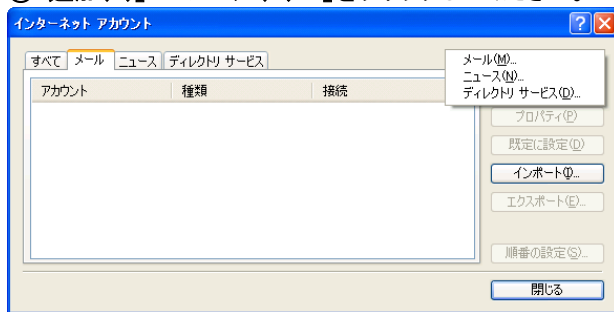 インターネット アカウント
すべて メール ニュース ディレクトリ サービス
メール(M)...
ニュース(N)...
ディレクトリ サービス(D)...
アカウント 種類 接続
プロパティ(P)
既定に設定(D)
インポート(I)...
エクスポート(E)...
順番の設定(S)...
閉じる